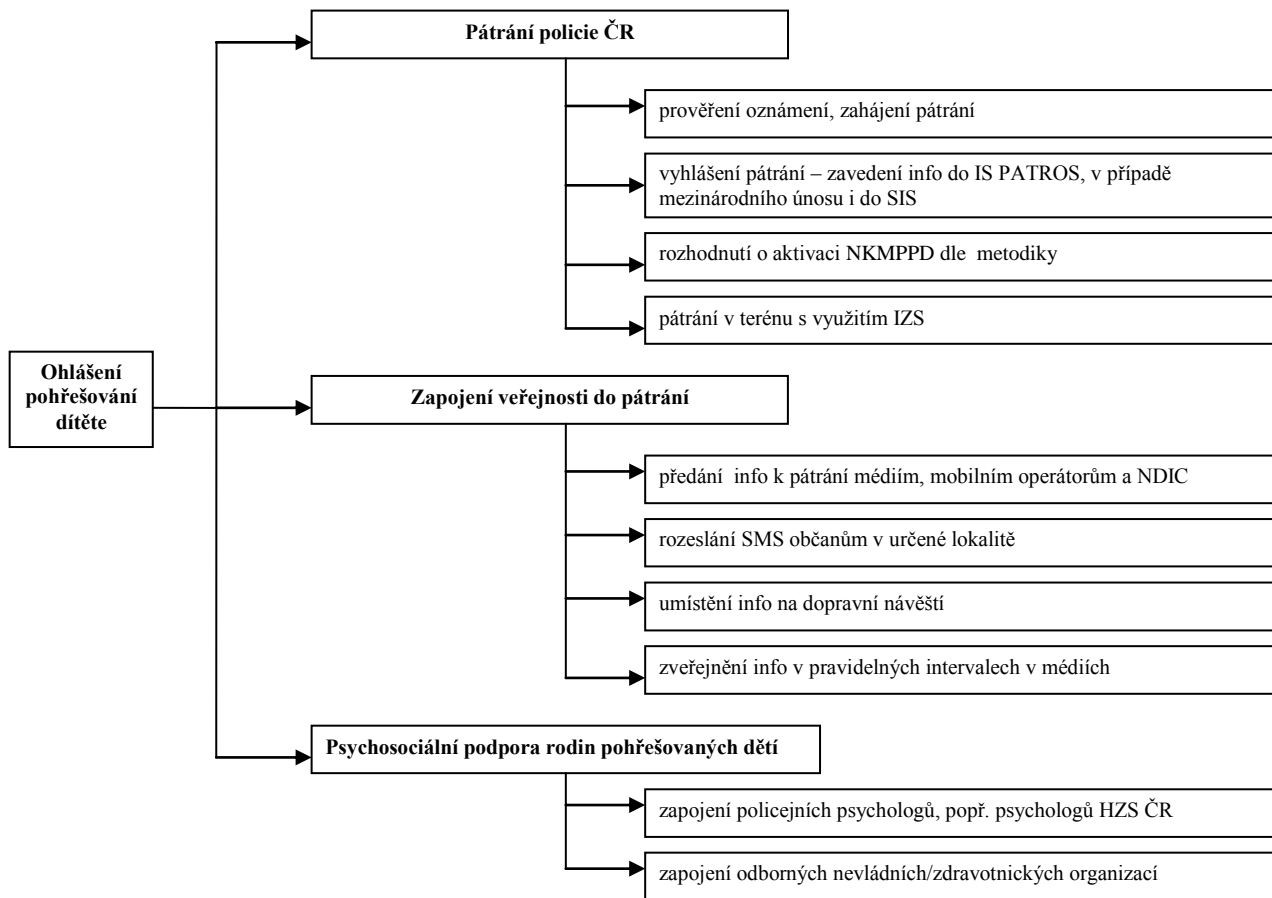 Pátrání policie ČR
prověření oznámení, zahájení pátrání
vyhlášení pátrání – zavedení info do IS PATROS, v případě
mezinárodního únosu i do SIS
rozhodnutí o aktivaci NKMPPD dle metodiky
pátrání v terénu s využitím IZS
Ohlášení
pohřešování
dítěte
Zapojení veřejnosti do pátrání
předání info k pátrání médiím, mobilním operátorům a NDIC
rozeslání SMS občanům v určené lokalitě
umístění info na dopravní návěští
zveřejnění info v pravidelných intervalech v médiích
Psychosociální podpora rodin pohřešovaných dětí
zapojení policejních psychologů, popř. psychologů HZS ČR
zapojení odborných nevládních/zdravotnických organizací